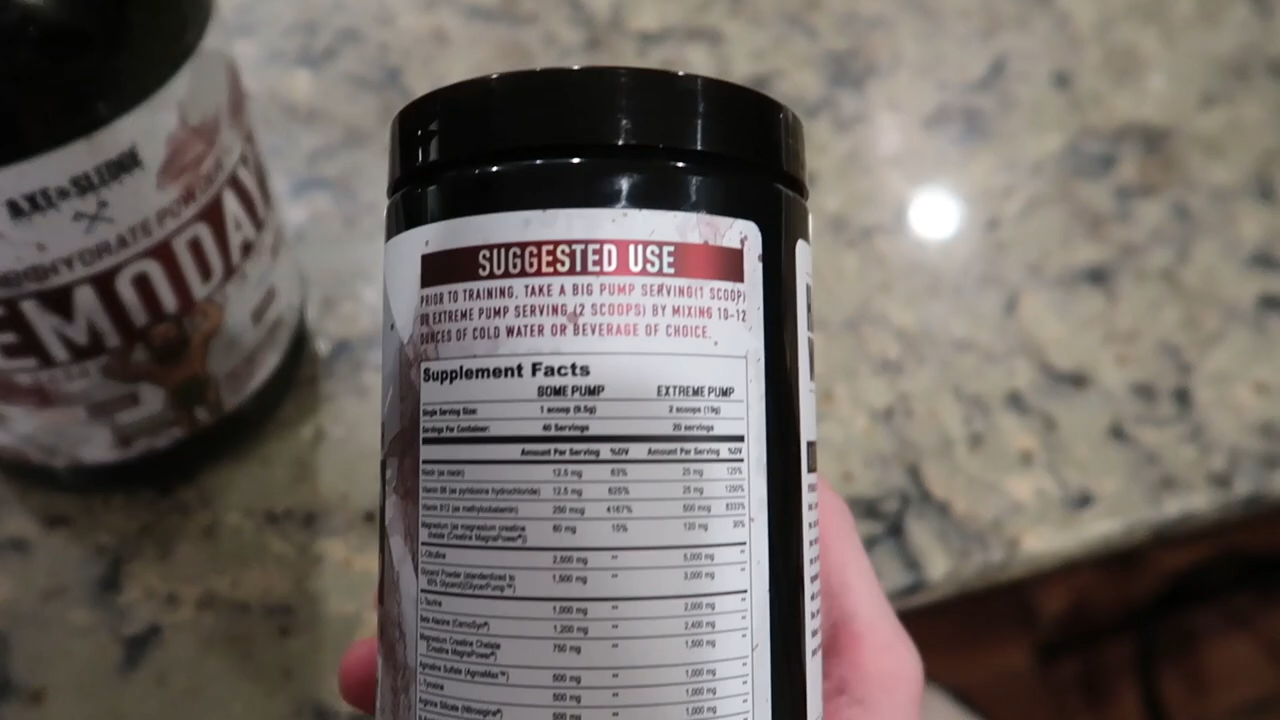 AXE & SLEDGE
SUGGESTED USE
PRIOR TO TRAINING, TAKE A BIG PUMP SERVING(1 SCOOP)
OR EXTREME PUMP SERVING (2 SCOOPS) BY MIXING 10-12
OUNCES OF COLD WATER OR BEVERAGE OF CHOICE.
Supplement Facts
SOME PUMP EXTREME PUMP
Single Serving Size: 1 scoop (9.5g) 2 scoops (19g)
Servings Per Container: 40 Servings 20 servings
Amount Per Serving %DV Amount Per Serving %DV
Niacin (as niacin) 12.5 mg 63% 25 mg 125%
Vitamin B6 (as pyridoxine hydrochloride) 12.5 mg 625% 25 mg 1250%
Vitamin B12 (as methylcobalamin) 250 mcg 4167% 500 mcg 8333%
Magnesium (as magnesium creatine 60 mg 15% 120 mg 30%
chelate (Creatine MagnaPower®))
L-Citrulline 2,500 mg ** 5,000 mg **
Glycerol Powder (standardized to 1,500 mg ** 3,000 mg **
65% Glycerol)(GlycerPump™)
L-Taurine 1,000 mg ** 2,000 mg **
Beta Alanine (CarnoSyn®) 1,200 mg ** 2,400 mg **
Magnesium Creatine Chelate 750 mg ** 1,500 mg **
(Creatine MagnaPower®)
Agmatine Sulfate (AgmaMax™) 500 mg ** 1,000 mg **
L-Tyrosine 500 mg ** 1,000 mg **
Arginine Silicate (Nitrosigine®) 500 mg ** 1,000 mg **